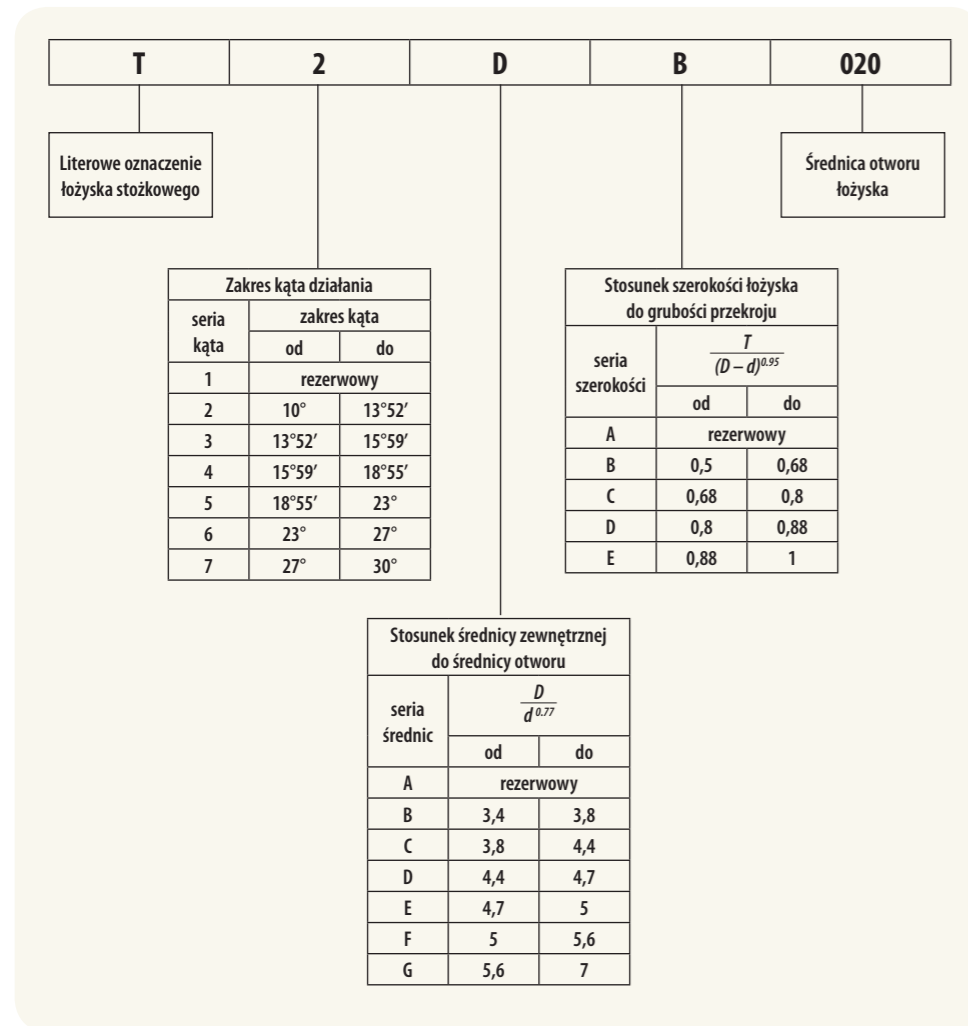 T 2 D B 020
Literowe oznaczenie
łożyska stożkowego
Średnica otworu
łożyska
Zakres kąta działania
seria
kąta
zakres kąta
od do
1 rezerwowy
2 10° 13°52′
3 13°52′ 15°59′
4 15°59′ 18°55′
5 18°55′ 23°
6 23° 27°
7 27° 30°
Stosunek szerokości łożyska
do grubości przekroju
seria
szerokości
T
(D – d)^0.95
od do
A rezerwowy
B 0,5 0,68
C 0,68 0,8
D 0,8 0,88
E 0,88 1
Stosunek średnicy zewnętrznej
do średnicy otworu
seria
średnic
D
d^0.77
od do
A rezerwowy
B 3,4 3,8
C 3,8 4,4
D 4,4 4,7
E 4,7 5
F 5 5,6
G 5,6 7